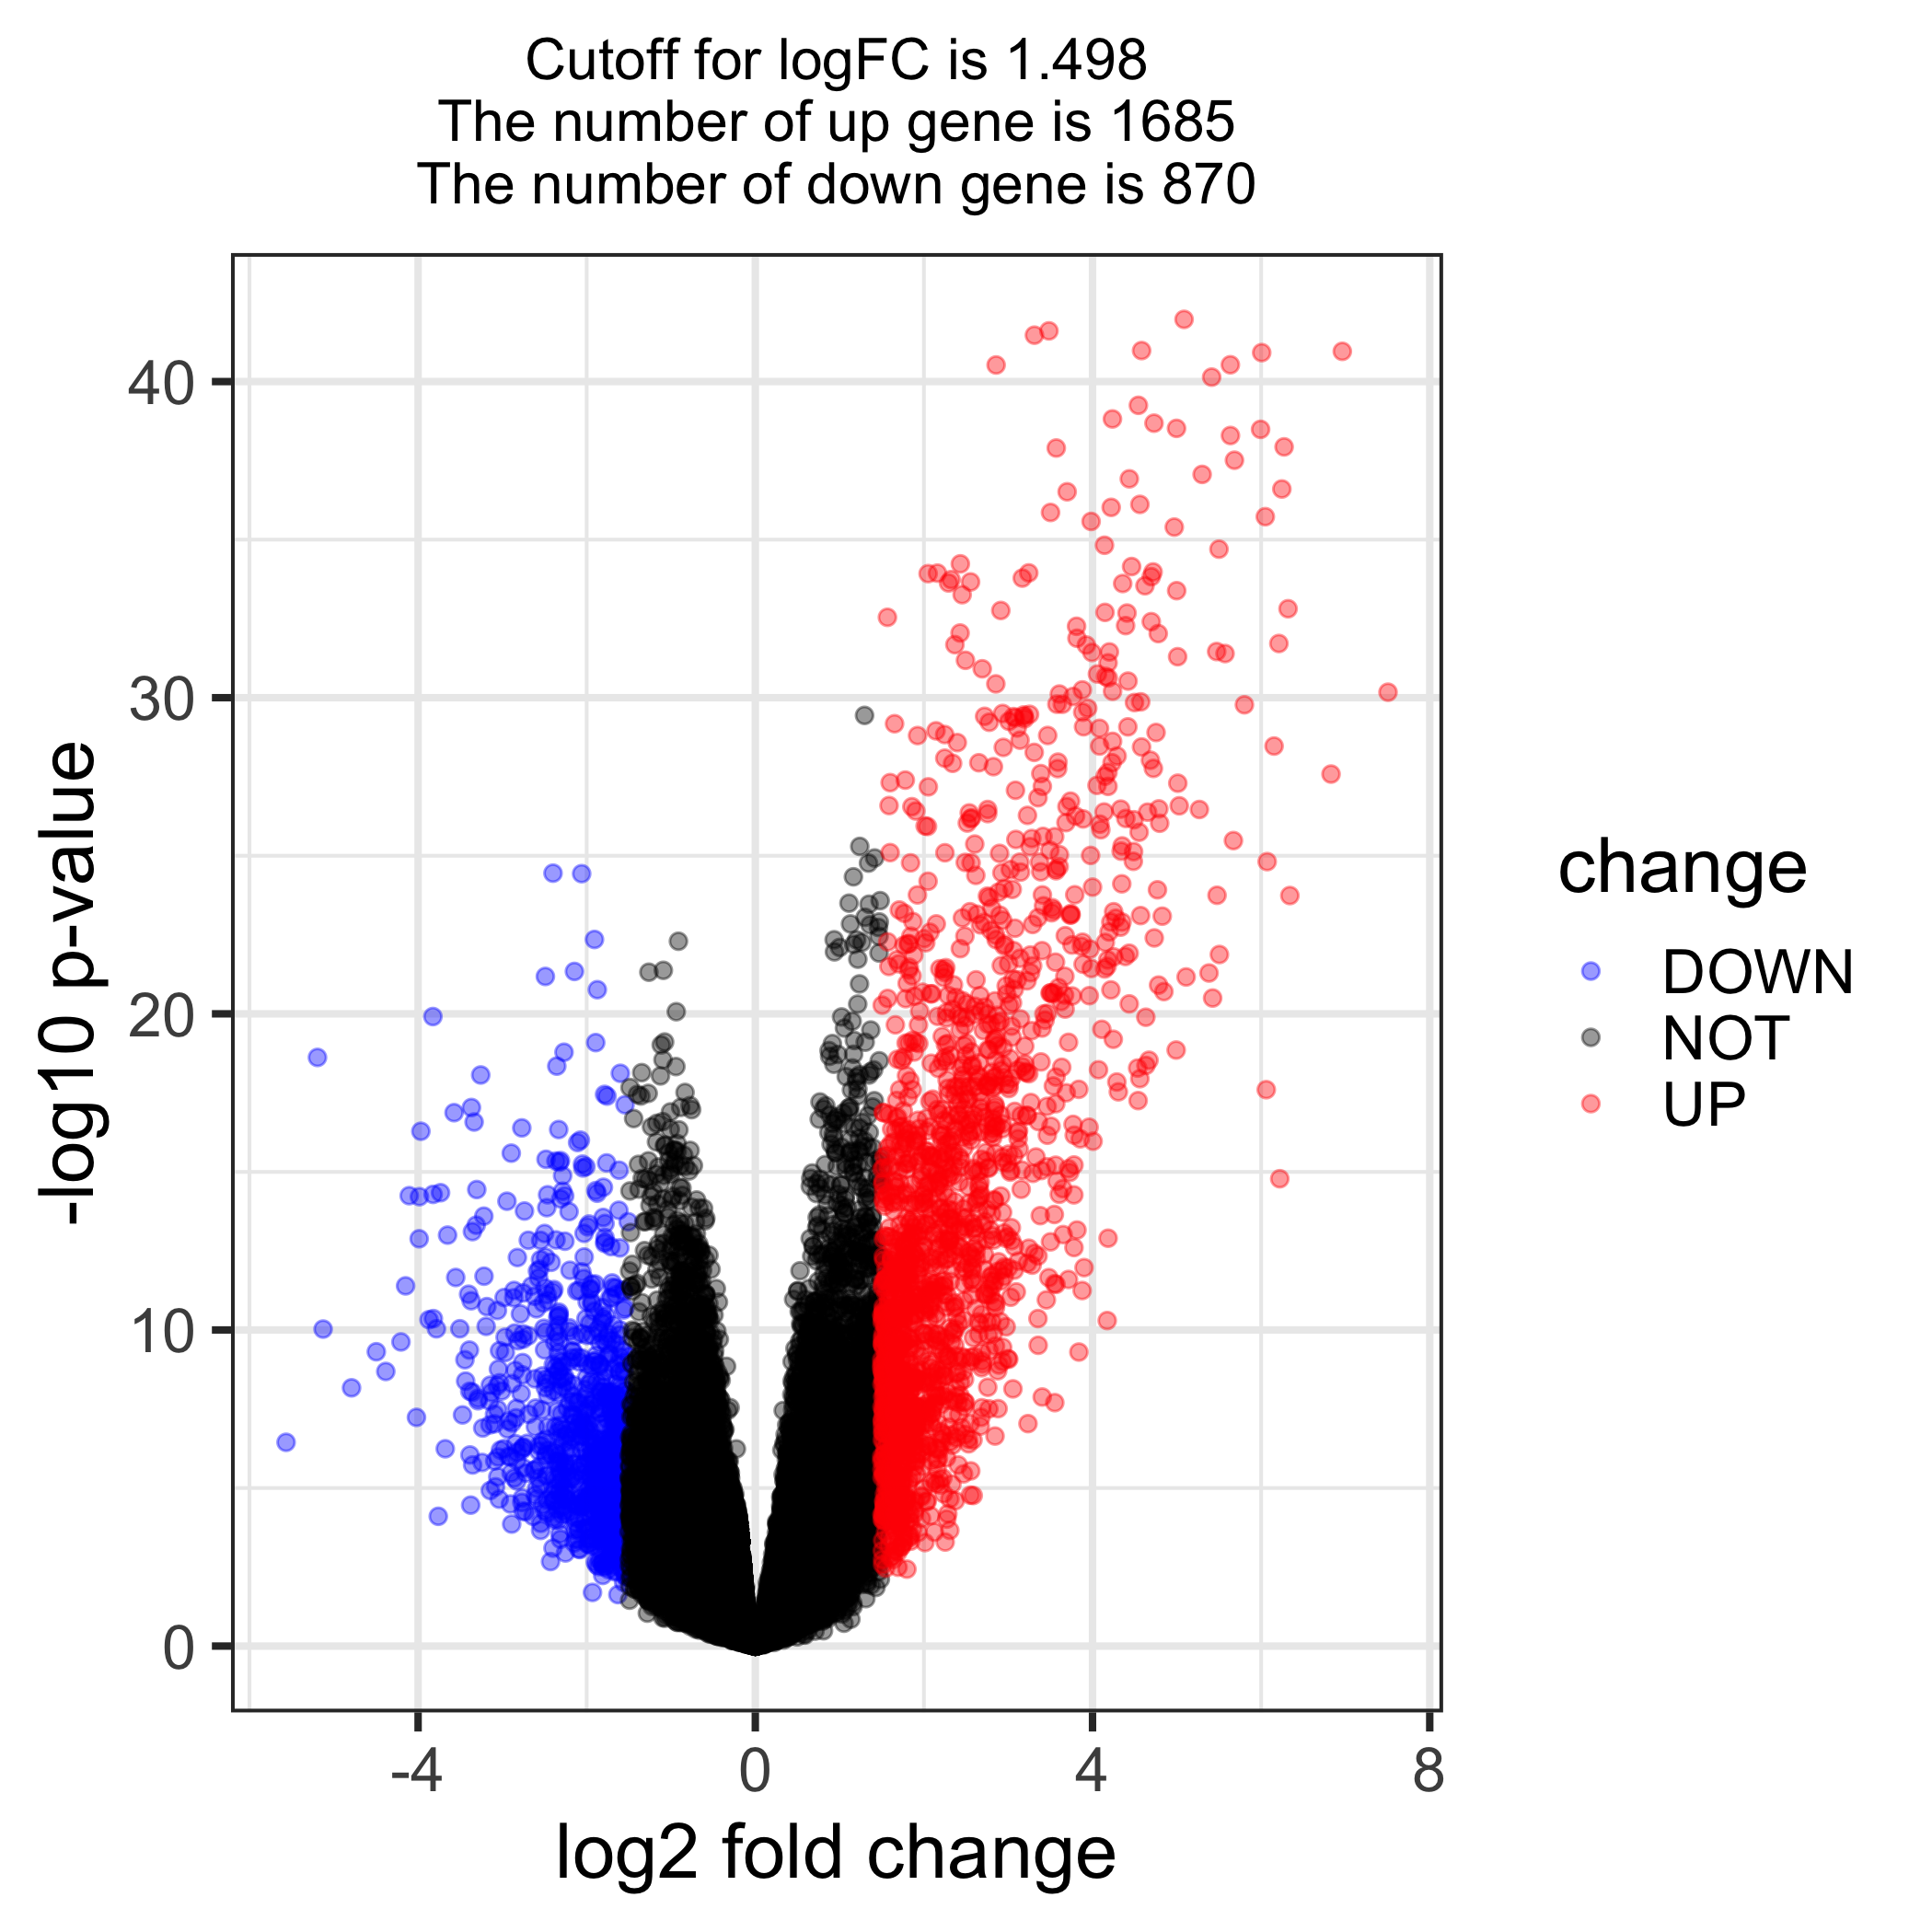 Cutoff for logFC is 1.498
The number of up gene is 1685
The number of down gene is 870
-log10 p-value
40
30
20
10
0
-4
0
4
8
log2 fold change
change
DOWN
NOT
UP